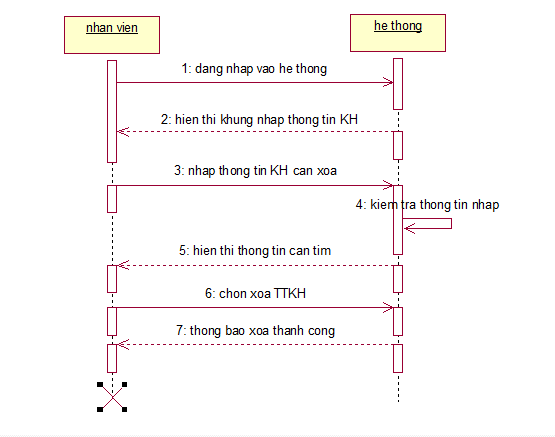 nhan vien
he thong
1: dang nhap vao he thong
2: hien thi khung nhap thong tin KH
3: nhap thong tin KH can xoa
4: kiem tra thong tin nhap
5: hien thi thong tin can tim
6: chon xoa TTKH
7: thong bao xoa thanh cong